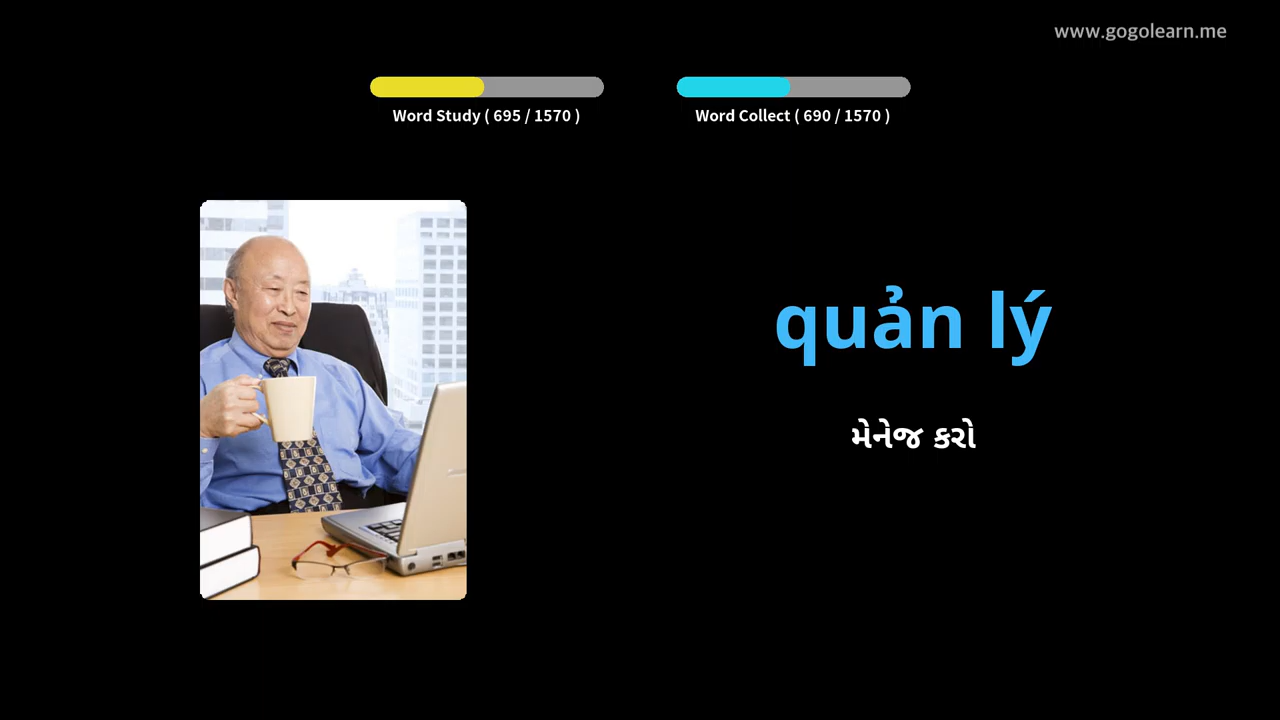 www.gogolearn.me
Word Study ( 695 / 1570 )
Word Collect ( 690 / 1570 )
quản lý
મેનેજ કરો